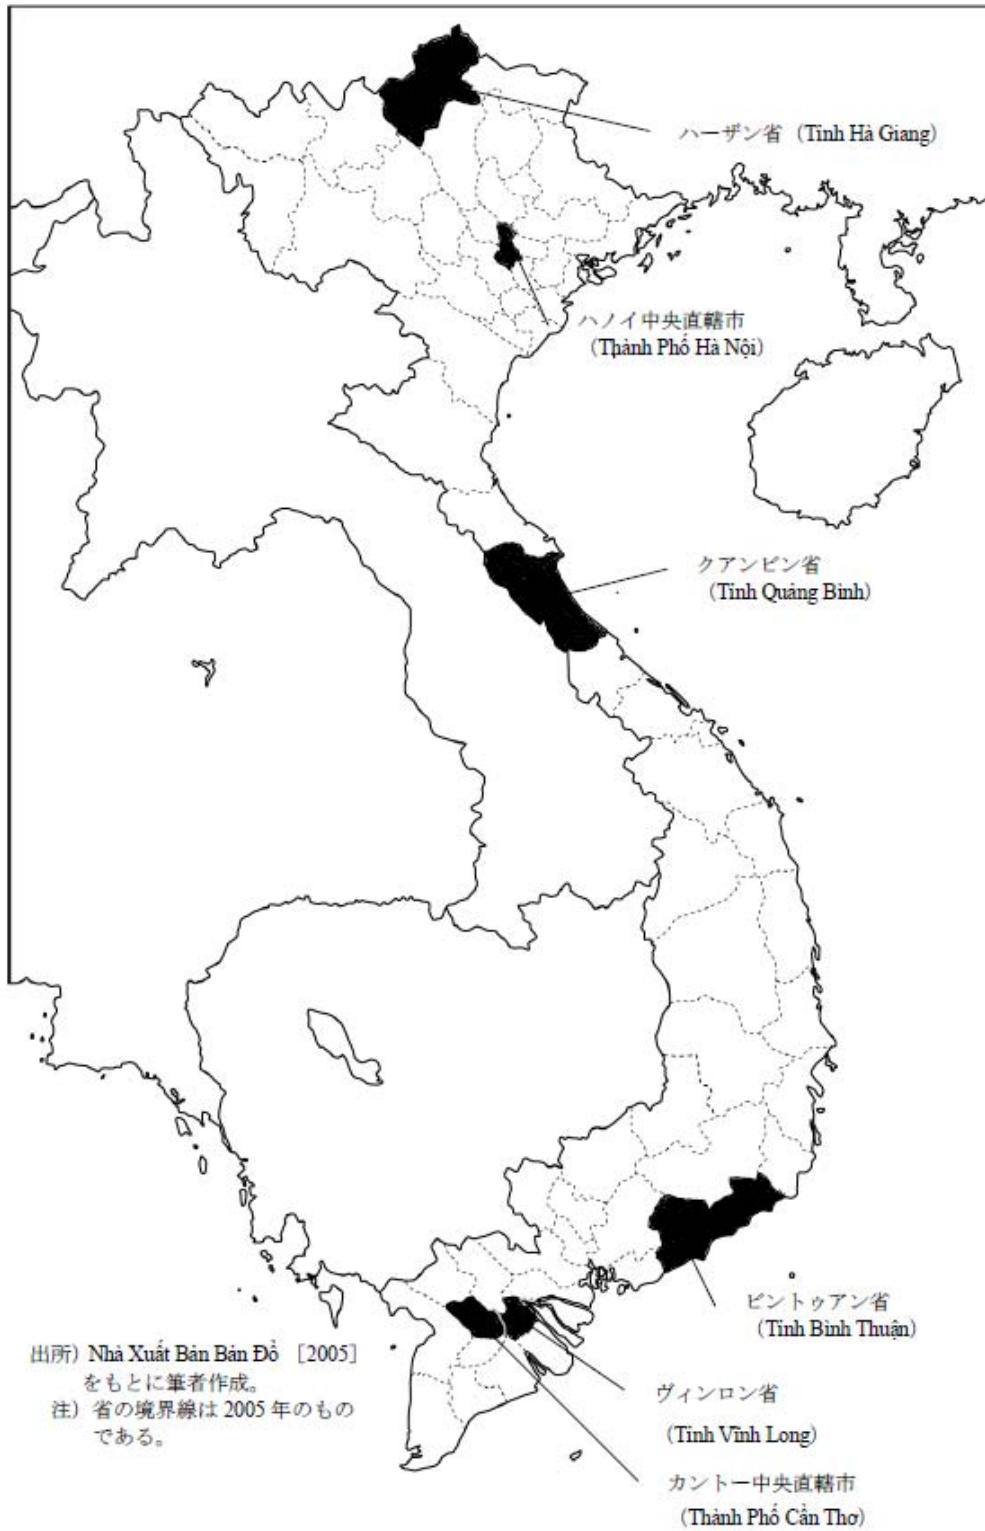 ハーザン省 (Tỉnh Hà Giang)
ハノイ中央直轄市
(Thành Phố Hà Nội)
クアンビン省
(Tỉnh Quảng Bình)
ビントゥアン省
(Tỉnh Bình Thuận)
出所) Nhà Xuất Bản Bản Đồ [2005]
をもとに筆者作成。
注) 省の境界線は 2005 年のもの
である。
ヴィンロン省
(Tỉnh Vĩnh Long)
カントー中央直轄市
(Thành Phố Cần Thơ)